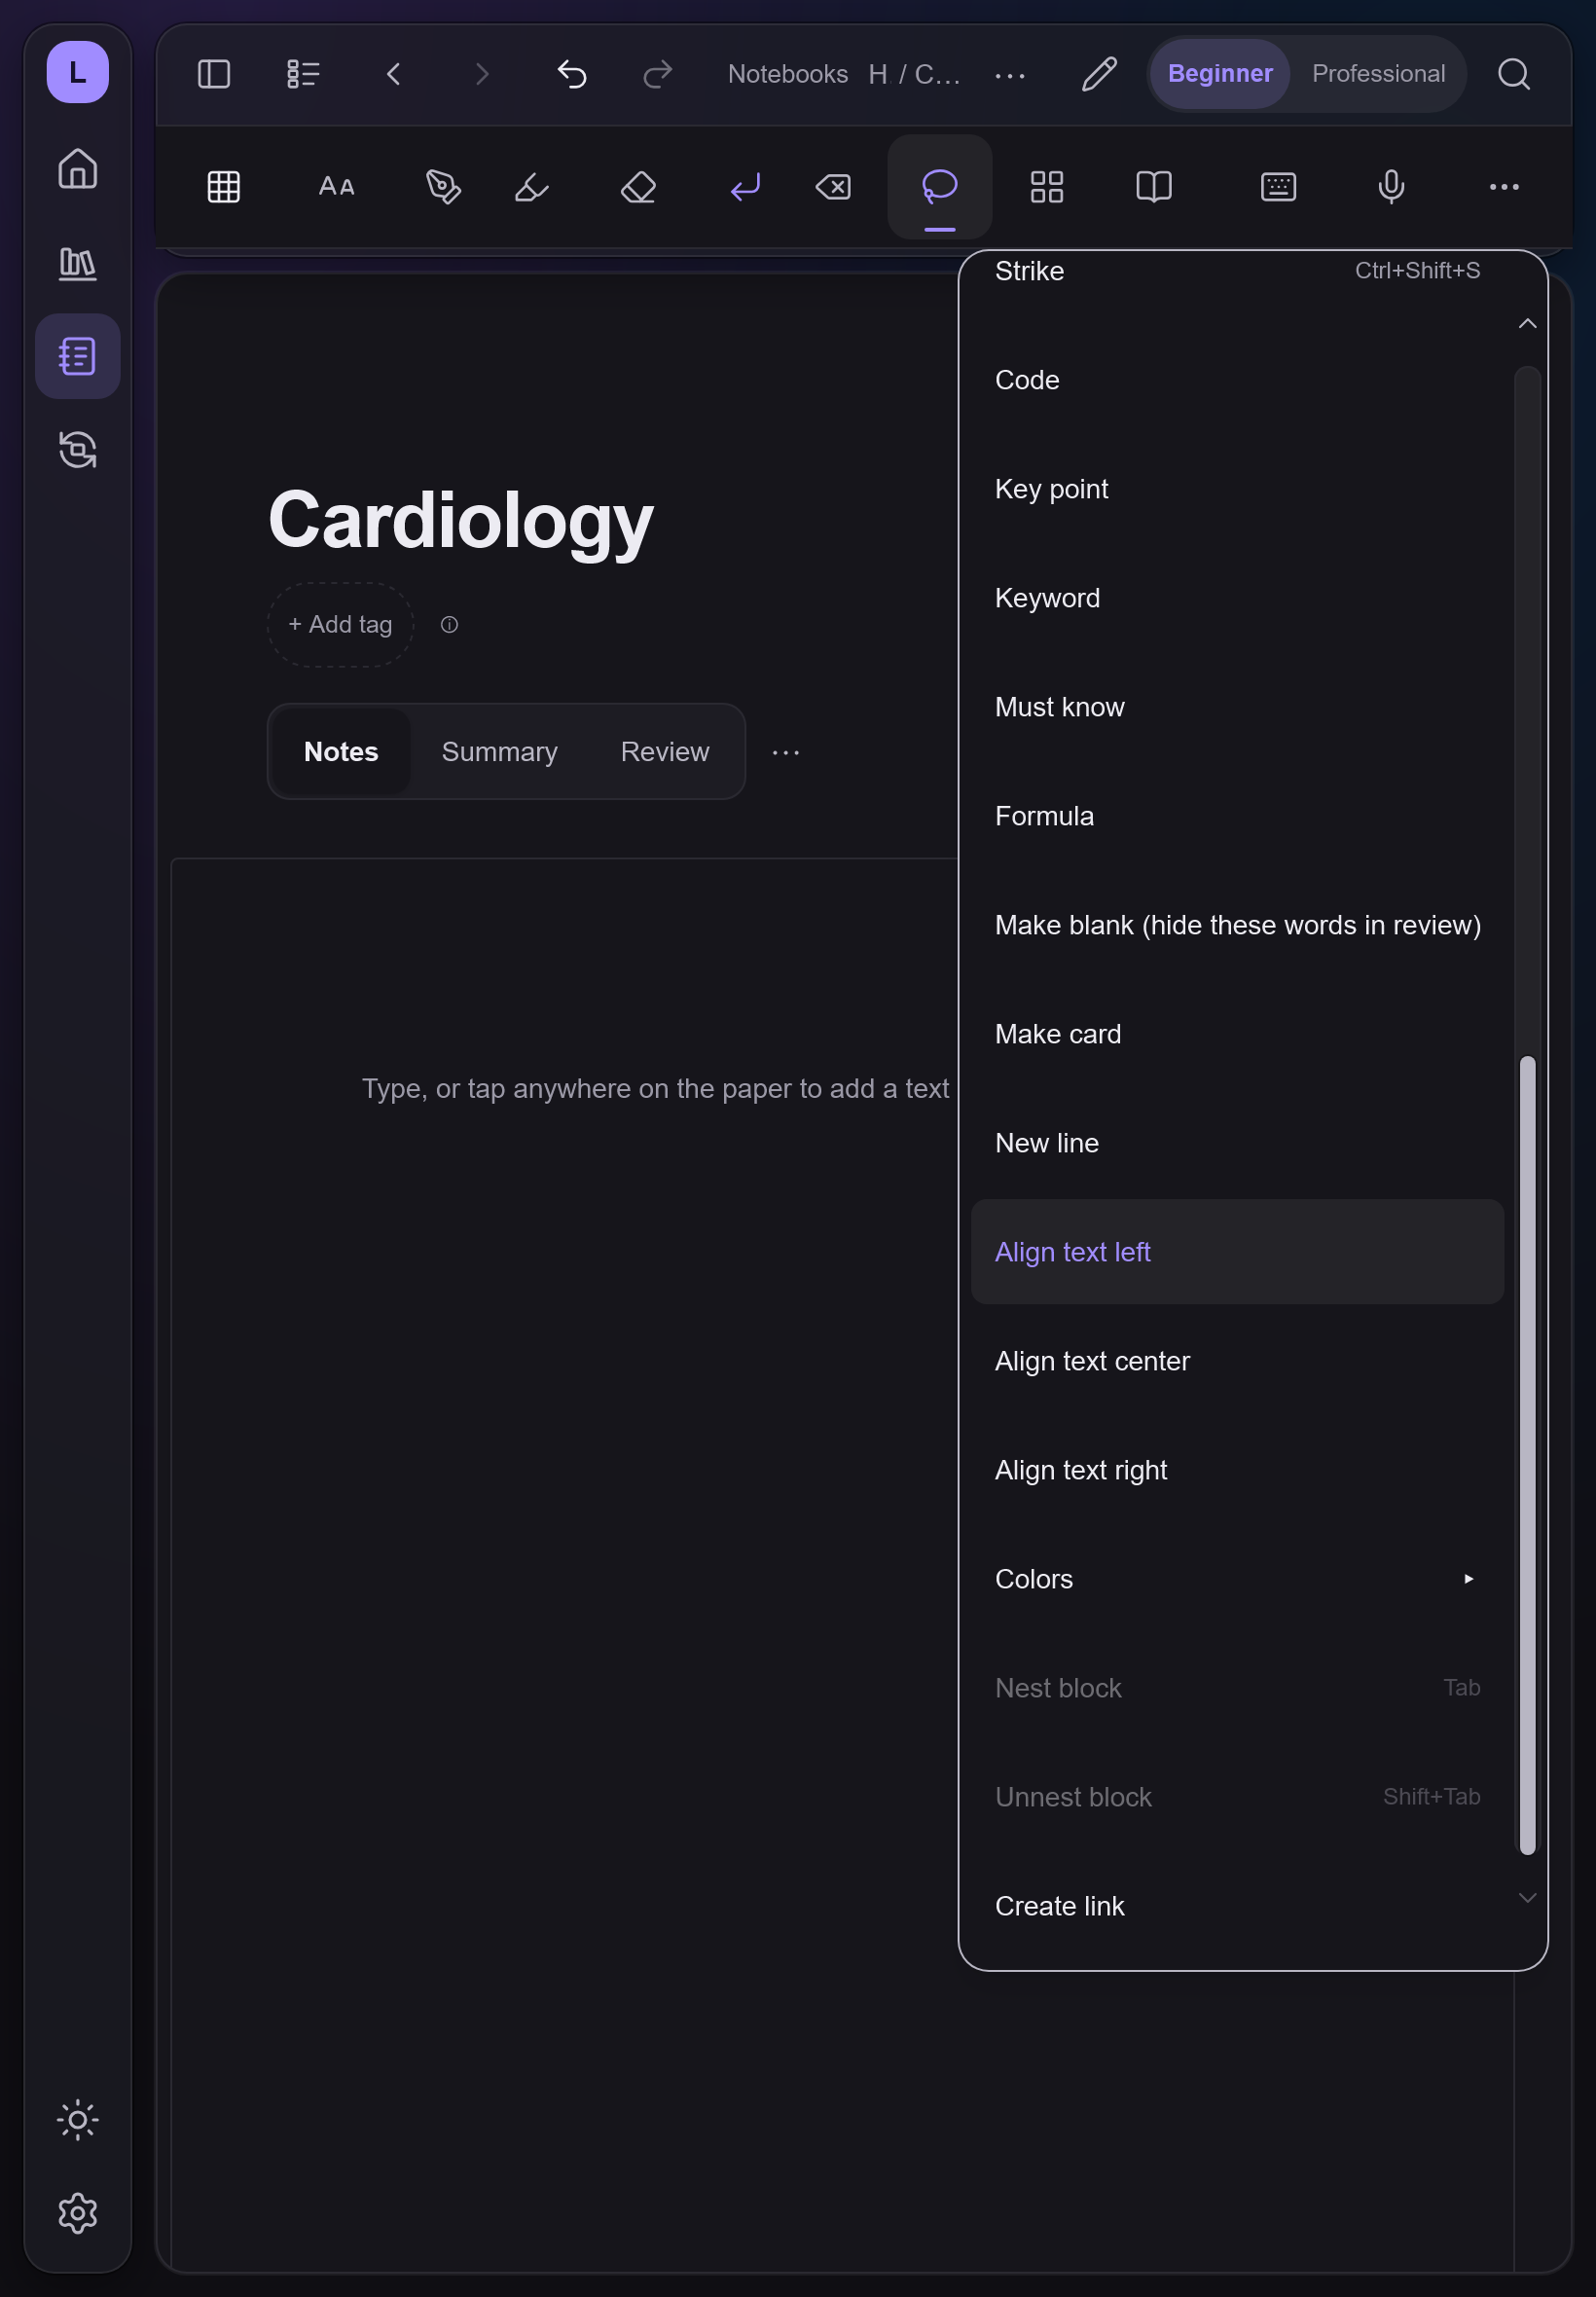 L
Notebooks H / C... ...
Beginner Professional
AA
Strike Ctrl+Shift+S
Code
Key point
Cardiology
Keyword
+ Add tag
Must know
Notes Summary Review ...
Formula
Make blank (hide these words in review)
Make card
Type, or tap anywhere on the paper to add a text
New line
Align text left
Align text center
Align text right
Colors
Nest block Tab
Unnest block Shift+Tab
Create link